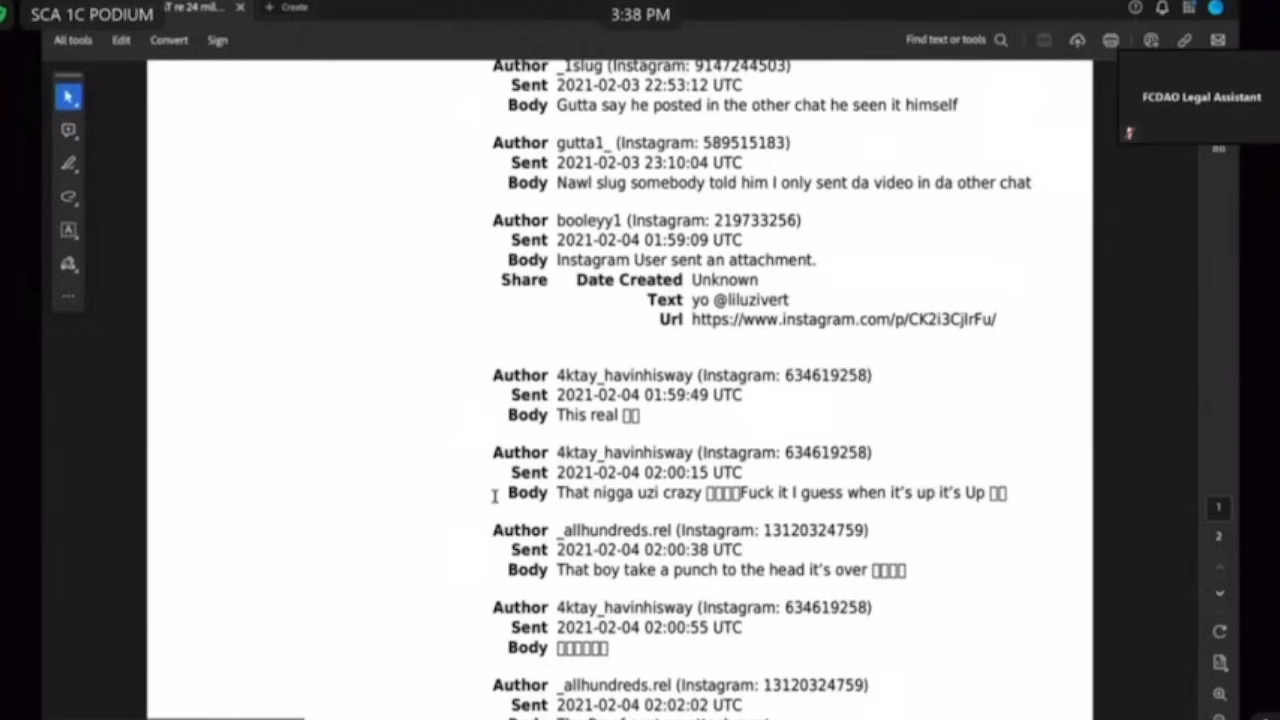 SCA 1C PODIUM
T re 24 mil...
Create
3:38 PM
All tools Edit Convert Sign
Find text or tools
FCDAO Legal Assistant
Author _1slug (Instagram: 9147244503)
Sent 2021-02-03 22:53:12 UTC
Body Gutta say he posted in the other chat he seen it himself
Author gutta1_ (Instagram: 589515183)
Sent 2021-02-03 23:10:04 UTC
Body Nawl slug somebody told him I only sent da video in da other chat
Author booleyy1 (Instagram: 219733256)
Sent 2021-02-04 01:59:09 UTC
Body Instagram User sent an attachment.
Share Date Created Unknown
Text yo @liluzivert
Url https://www.instagram.com/p/CK2i3CjlrFu/
Author 4ktay_havinhisway (Instagram: 634619258)
Sent 2021-02-04 01:59:49 UTC
Body This real
Author 4ktay_havinhisway (Instagram: 634619258)
Sent 2021-02-04 02:00:15 UTC
Body That nigga uzi crazy Fuck it I guess when it's up it's Up
Author _allhundreds.rel (Instagram: 13120324759)
Sent 2021-02-04 02:00:38 UTC
Body That boy take a punch to the head it's over
Author 4ktay_havinhisway (Instagram: 634619258)
Sent 2021-02-04 02:00:55 UTC
Body
Author _allhundreds.rel (Instagram: 13120324759)
Sent 2021-02-04 02:02:02 UTC
1
2